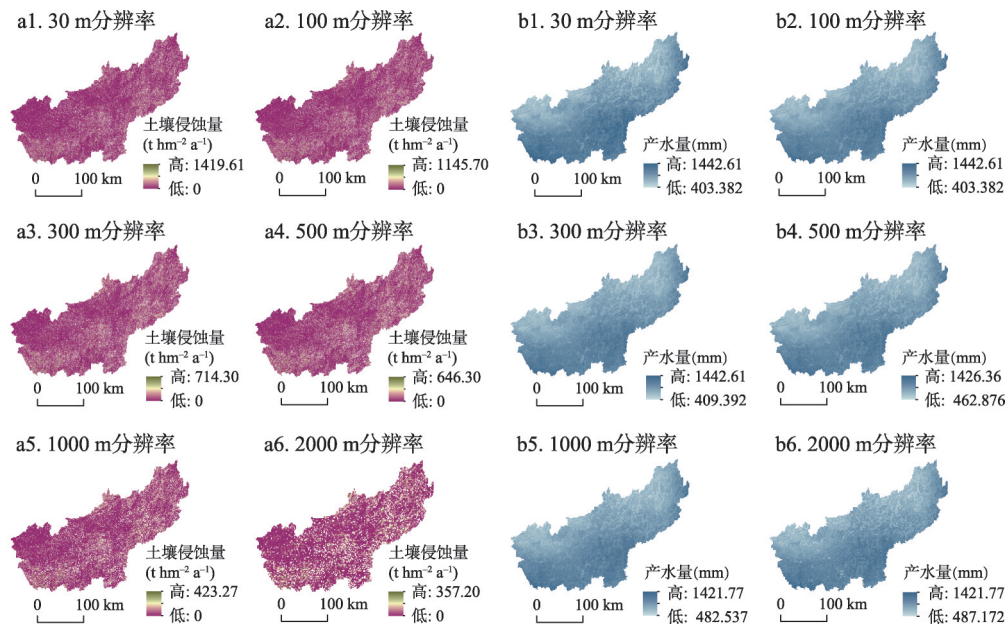 a1. 30 m分辨率
土壤侵蚀量
(t hm⁻² a⁻¹)
高: 1419.61
低: 0
0 100 km
a2. 100 m分辨率
土壤侵蚀量
(t hm⁻² a⁻¹)
高: 1145.70
低: 0
0 100 km
b1. 30 m分辨率
产水量(mm)
高: 1442.61
低: 403.382
0 100 km
b2. 100 m分辨率
产水量(mm)
高: 1442.61
低: 403.382
0 100 km
a3. 300 m分辨率
土壤侵蚀量
(t hm⁻² a⁻¹)
高: 714.30
低: 0
0 100 km
a4. 500 m分辨率
土壤侵蚀量
(t hm⁻² a⁻¹)
高: 646.30
低: 0
0 100 km
b3. 300 m分辨率
产水量(mm)
高: 1442.61
低: 409.392
0 100 km
b4. 500 m分辨率
产水量(mm)
高: 1426.36
低: 462.876
0 100 km
a5. 1000 m分辨率
土壤侵蚀量
(t hm⁻² a⁻¹)
高: 423.27
低: 0
0 100 km
a6. 2000 m分辨率
土壤侵蚀量
(t hm⁻² a⁻¹)
高: 357.20
低: 0
0 100 km
b5. 1000 m分辨率
产水量(mm)
高: 1421.77
低: 482.537
0 100 km
b6. 2000 m分辨率
产水量(mm)
高: 1421.77
低: 487.172
0 100 km